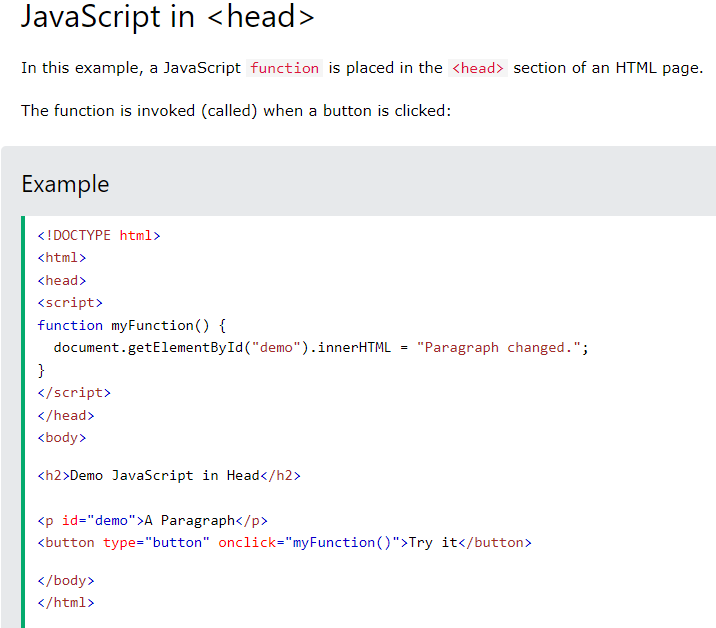 JavaScript in <head>
In this example, a JavaScript function is placed in the <head> section of an HTML page.
The function is invoked (called) when a button is clicked:
Example
<!DOCTYPE html>
<html>
<head>
<script>
function myFunction() {
  document.getElementById("demo").innerHTML = "Paragraph changed.";
}
</script>
</head>
<body>
<h2>Demo JavaScript in Head</h2>
<p id="demo">A Paragraph</p>
<button type="button" onclick="myFunction()">Try it</button>
</body>
</html>